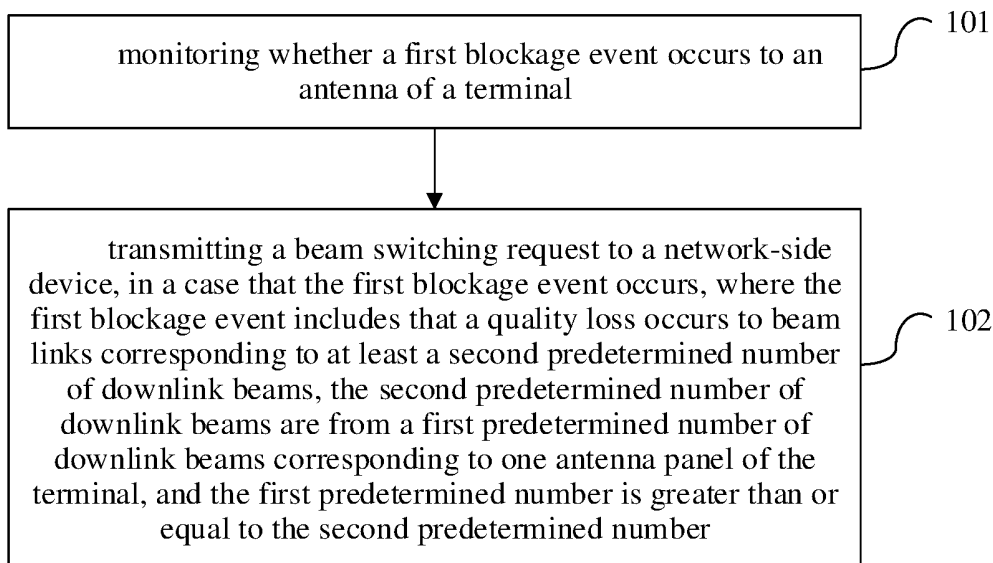 monitoring whether a first blockage event occurs to an
antenna of a terminal
101
transmitting a beam switching request to a network-side
device, in a case that the first blockage event occurs, where the
first blockage event includes that a quality loss occurs to beam
links corresponding to at least a second predetermined number
of downlink beams, the second predetermined number of
downlink beams are from a first predetermined number of
downlink beams corresponding to one antenna panel of the
terminal, and the first predetermined number is greater than or
equal to the second predetermined number
102